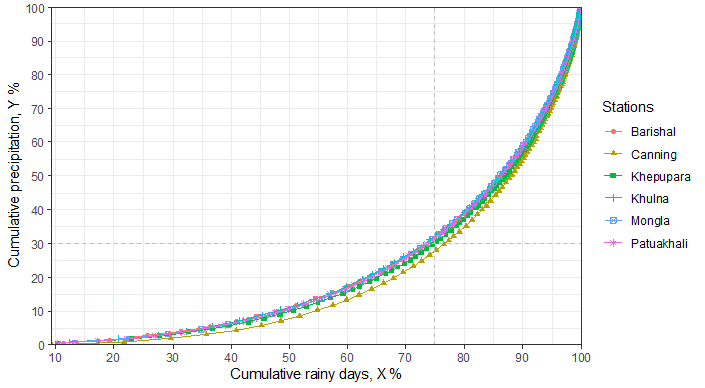 100
90
80
70
60
50
40
30
20
10
0
Cumulative precipitation, Y %
10 20 30 40 50 60 70 80 90 100
Cumulative rainy days, X %
Stations
Barishal
Canning
Khepupara
Khulna
Mongla
Patuakhali